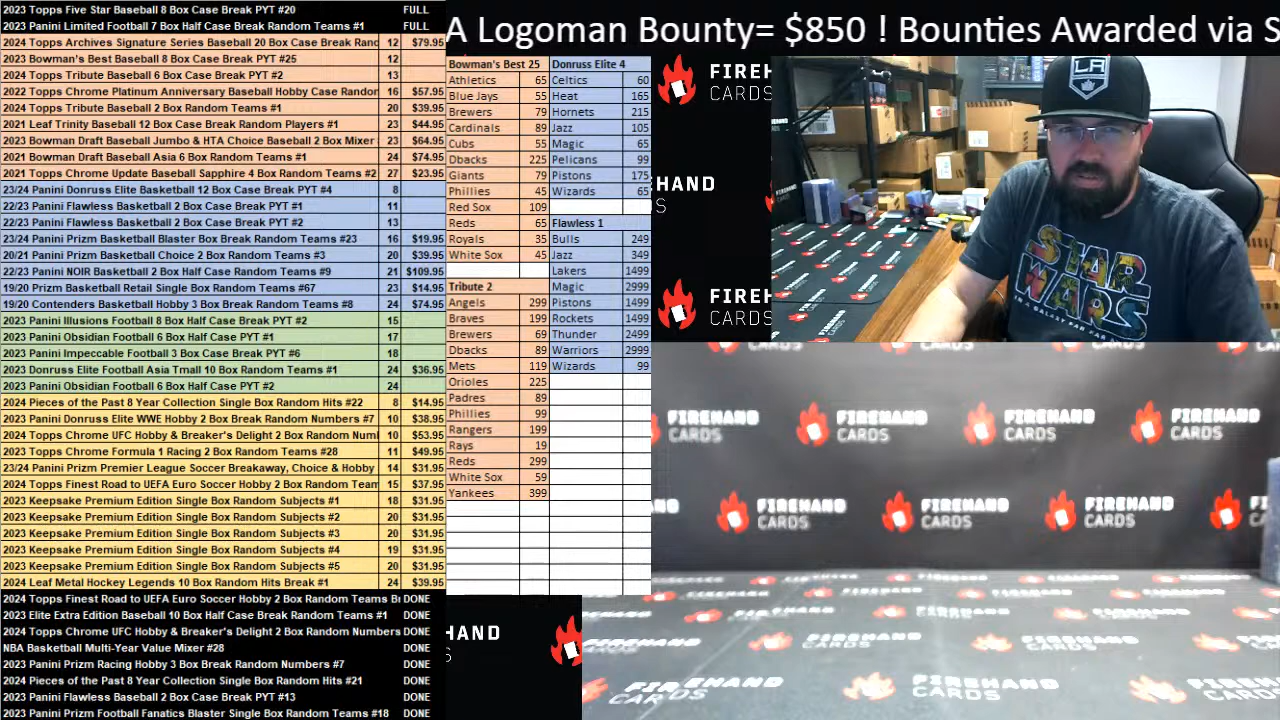 2023 Topps Five Star Baseball 8 Box Case Break PYT #20 FULL
2023 Panini Limited Football 7 Box Half Case Break Random Teams #1 FULL
2024 Topps Archives Signature Series Baseball 20 Box Case Break Ranc 12 $79.95
2023 Bowman's Best Baseball 8 Box Case Break PYT #25 12
2024 Topps Tribute Baseball 6 Box Case Break PYT #2 13
2022 Topps Chrome Platinum Anniversary Baseball Hobby Case Randor 16 $57.95
2024 Topps Tribute Baseball 2 Box Random Teams #1 20 $39.95
2021 Leaf Trinity Baseball 12 Box Case Break Random Players #1 23 $44.95
2023 Bowman Draft Baseball Jumbo & HTA Choice Baseball 2 Box Mixer 23 $64.95
2021 Bowman Draft Baseball Asia 6 Box Random Teams #1 24 $74.95
2021 Topps Chrome Update Baseball Sapphire 4 Box Random Teams #2 27 $23.95
23/24 Panini Donruss Elite Basketball 12 Box Case Break PYT #4 8
22/23 Panini Flawless Basketball 2 Box Case Break PYT #1 11
22/23 Panini Flawless Basketball 2 Box Case Break PYT #2 13
23/24 Panini Prizm Basketball Blaster Box Break Random Teams #23 16 $19.95
20/21 Panini Prizm Basketball Choice 2 Box Random Teams #3 20 $39.95
22/23 Panini NOIR Basketball 2 Box Half Case Random Teams #9 21 $109.95
19/20 Prizm Basketball Retail Single Box Random Teams #67 23 $14.95
19/20 Contenders Basketball Hobby 3 Box Break Random Teams #8 24 $74.95
2023 Panini Illusions Football 8 Box Half Case Break PYT #2 15
2023 Panini Obsidian Football 6 Box Half Case PYT #1 17
2023 Panini Impeccable Football 3 Box Case Break PYT #6 18
2023 Donruss Elite Football Asia Tmall 10 Box Random Teams #1 24 $36.95
2023 Panini Obsidian Football 6 Box Half Case PYT #2 24
2024 Pieces of the Past 8 Year Collection Single Box Random Hits #22 8 $14.95
2023 Panini Donruss Elite WWE Hobby 2 Box Break Random Numbers #7 10 $38.95
2024 Topps Chrome UFC Hobby & Breaker's Delight 2 Box Random Numl 10 $53.95
2023 Topps Chrome Formula 1 Racing 2 Box Random Teams #28 11 $49.95
23/24 Panini Prizm Premier League Soccer Breakaway, Choice & Hobby 14 $31.95
2024 Topps Finest Road to UEFA Euro Soccer Hobby 2 Box Random Team 15 $37.95
2023 Keepsake Premium Edition Single Box Random Subjects #1 18 $31.95
2023 Keepsake Premium Edition Single Box Random Subjects #2 20 $31.95
2023 Keepsake Premium Edition Single Box Random Subjects #3 20 $31.95
2023 Keepsake Premium Edition Single Box Random Subjects #4 19 $31.95
2023 Keepsake Premium Edition Single Box Random Subjects #5 20 $31.95
2024 Leaf Metal Hockey Legends 10 Box Random Hits Break #1 24 $39.95
2024 Topps Finest Road to UEFA Euro Soccer Hobby 2 Box Random Teams Br DONE
2023 Elite Extra Edition Baseball 10 Box Half Case Break Random Teams #1 DONE
2024 Topps Chrome UFC Hobby & Breaker's Delight 2 Box Random Numbers DONE
NBA Basketball Multi-Year Value Mixer #28 DONE
2023 Panini Prizm Racing Hobby 3 Box Break Random Numbers #7 DONE
2024 Pieces of the Past 8 Year Collection Single Box Random Hits #21 DONE
2023 Panini Flawless Baseball 2 Box Case Break PYT #13 DONE
2023 Panini Prizm Football Fanatics Blaster Single Box Random Teams #18 DONE
A Logoman Bounty= $850 ! Bounties Awarded via S
Bowman's Best 25
Athletics 65
Blue Jays 55
Brewers 79
Cardinals 89
Cubs 55
Dbacks 225
Giants 79
Phillies 45
Red Sox 109
Reds 65
Royals 35
White Sox 45
Tribute 2
Angels 299
Braves 199
Brewers 69
Dbacks 89
Mets 119
Orioles 225
Padres 89
Phillies 99
Rangers 199
Rays 19
Reds 299
White Sox 59
Yankees 399
Donruss Elite 4
Celtics 60
Heat 165
Hornets 215
Jazz 105
Magic 65
Pelicans 99
Pistons 175
Wizards 65
Flawless 1
Bulls 249
Jazz 349
Lakers 1499
Magic 2999
Pistons 1499
Rockets 1499
Thunder 2499
Warriors 2999
Wizards 99
FIREH
CARDS
HAND
FIREH
CARDS
HAND
LA
STAR
WARS
FIREHAND
CARDS
FIREHAND
CARDS
FIREHAND
CARDS
FIREHAND
CARDS
FIREHAND
CARDS
FIREHAND
CARDS
FIREHAND
CARDS
FIREHAND
CARDS